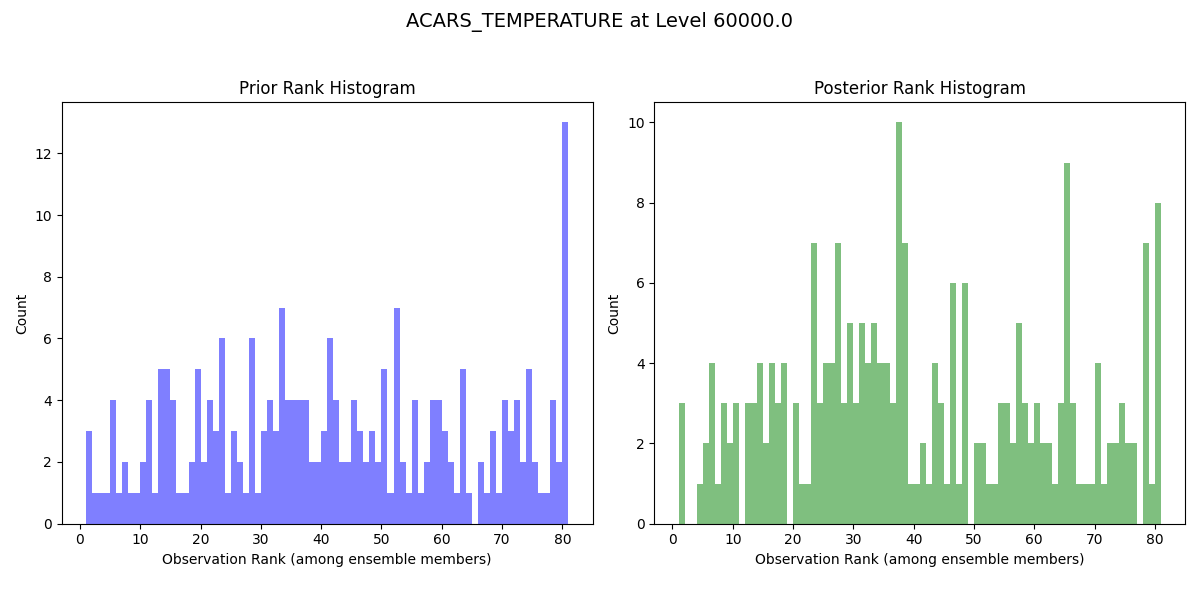 ACARS_TEMPERATURE at Level 60000.0
Prior Rank Histogram
Count
12
10
8
6
4
2
0
0 10 20 30 40 50 60 70 80
Observation Rank (among ensemble members)
Posterior Rank Histogram
Count
10
8
6
4
2
0
0 10 20 30 40 50 60 70 80
Observation Rank (among ensemble members)